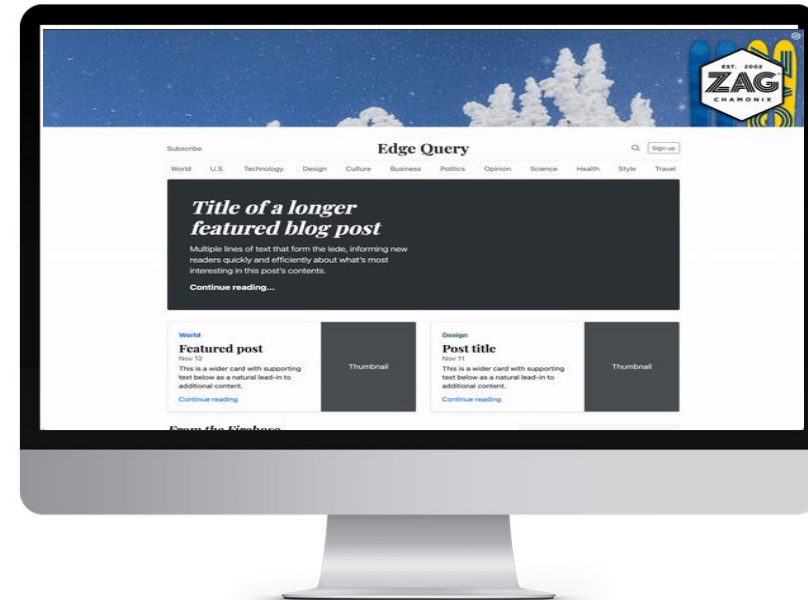 EST. 2002
ZAG
CHAMONIX
Subscribe
Edge Query
Sign up
World U.S. Technology Design Culture Business Politics Opinion Science Health Style Travel
Title of a longer
featured blog post
Multiple lines of text that form the lede, informing new
readers quickly and efficiently about what's most
interesting in this post's contents.
Continue reading...
World
Featured post
Nov 12
This is a wider card with supporting
text below as a natural lead-in to
additional content.
Continue reading
Thumbnail
Design
Post title
Nov 11
This is a wider card with supporting
text below as a natural lead-in to
additional content.
Continue reading
Thumbnail
From the Firehose